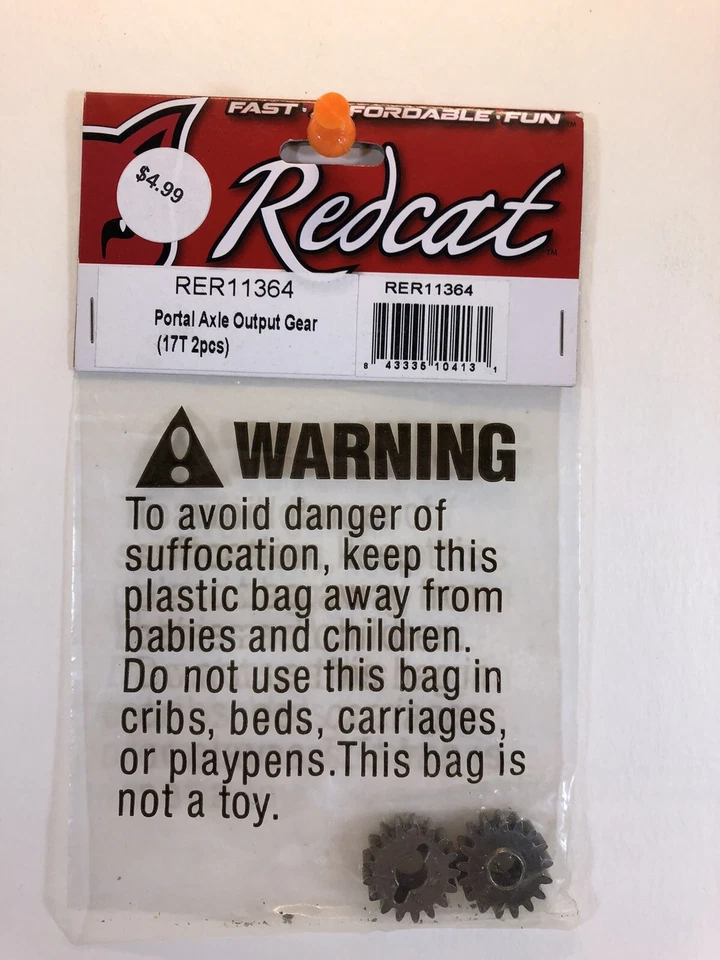 FAST FORDABLE FUN TM
$4.99
Redcat TM
RER11364
Portal Axle Output Gear
(17T 2pcs)
RER11364
8 43335 10413 1
WARNING
To avoid danger of
suffocation, keep this
plastic bag away from
babies and children.
Do not use this bag in
cribs, beds, carriages,
or playpens.This bag is
not a toy.